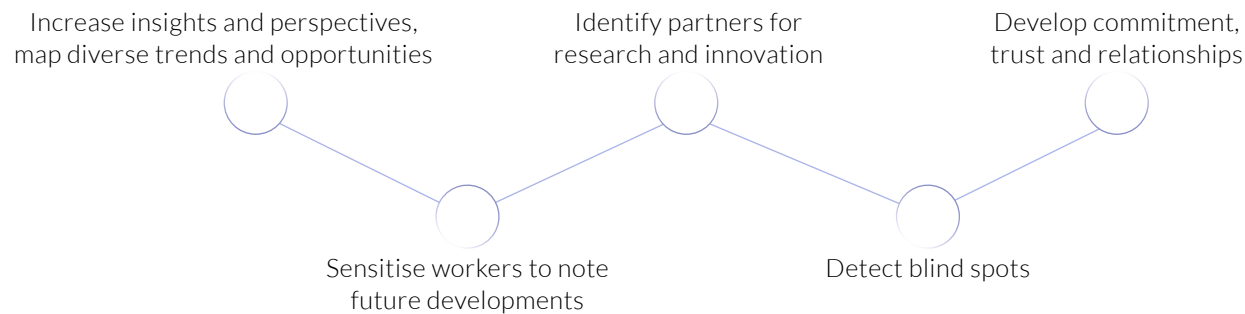 Increase insights and perspectives,
map diverse trends and opportunities
Sensitise workers to note
future developments
Identify partners for
research and innovation
Detect blind spots
Develop commitment,
trust and relationships